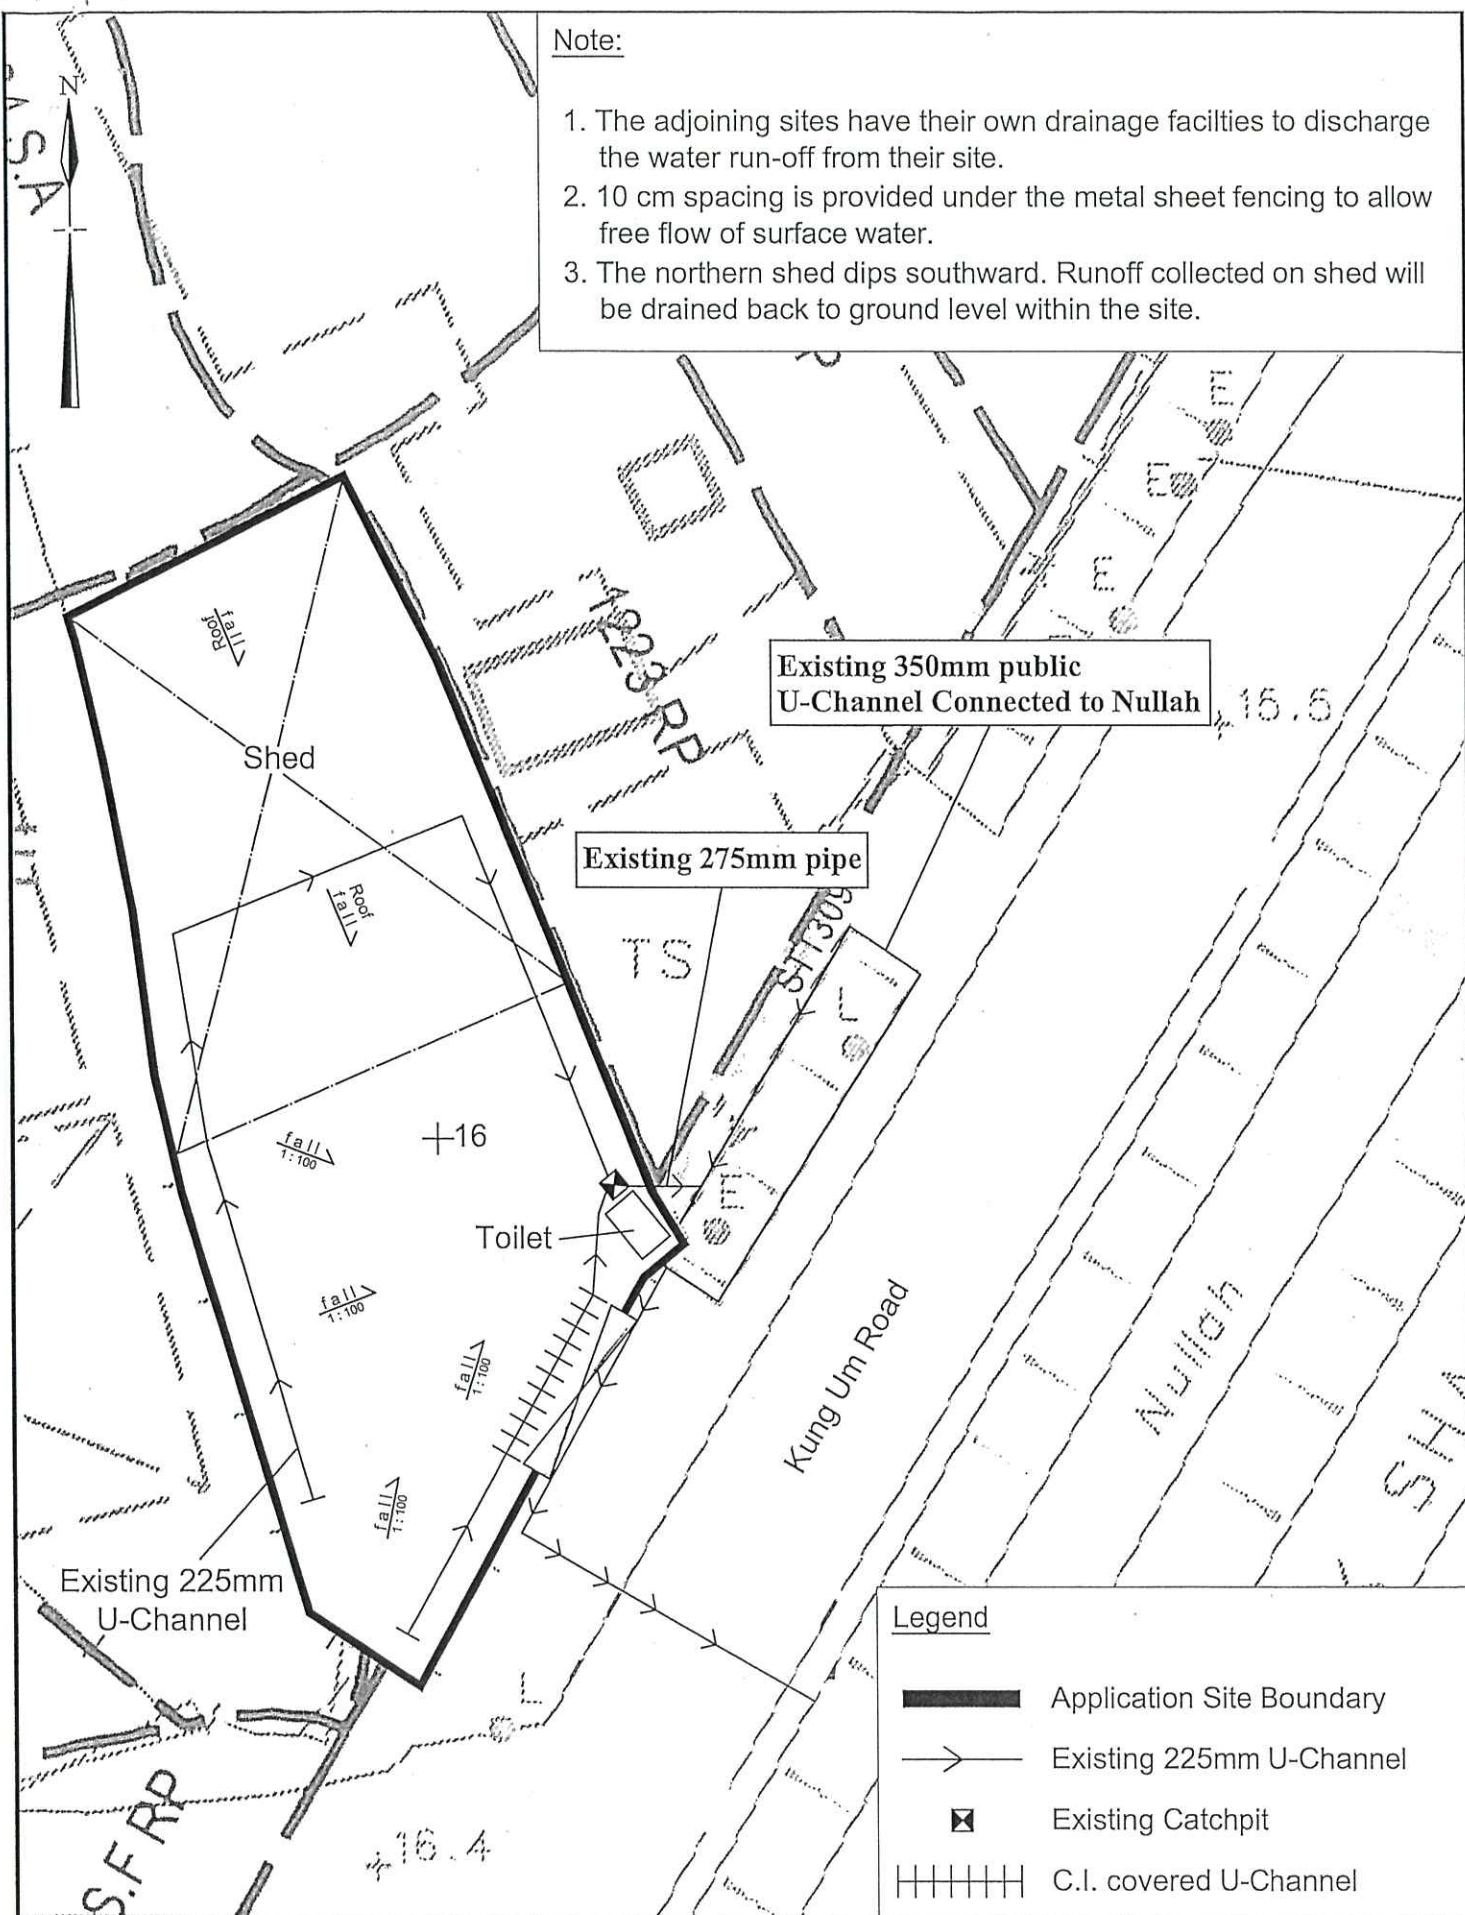 Note:
1. The adjoining sites have their own drainage facilties to discharge
the water run-off from their site.
2. 10 cm spacing is provided under the metal sheet fencing to allow
free flow of surface water.
3. The northern shed dips southward. Runoff collected on shed will
be drained back to ground level within the site.
N
S.A
E
E
E
Roof
fall
1223 RP
Existing 350mm public
U-Channel Connected to Nullah
15.5
Shed
Existing 275mm pipe
Roof
fall
TS
L
fall
1:100
16
E
Toilet
fall
1:100
fall
1:100
Kung Um Road
Nullah
fall
1:100
Existing 225mm
U-Channel
L
S.F RP
16.4
Legend
Application Site Boundary
Existing 225mm U-Channel
Existing Catchpit
C.I. covered U-Channel